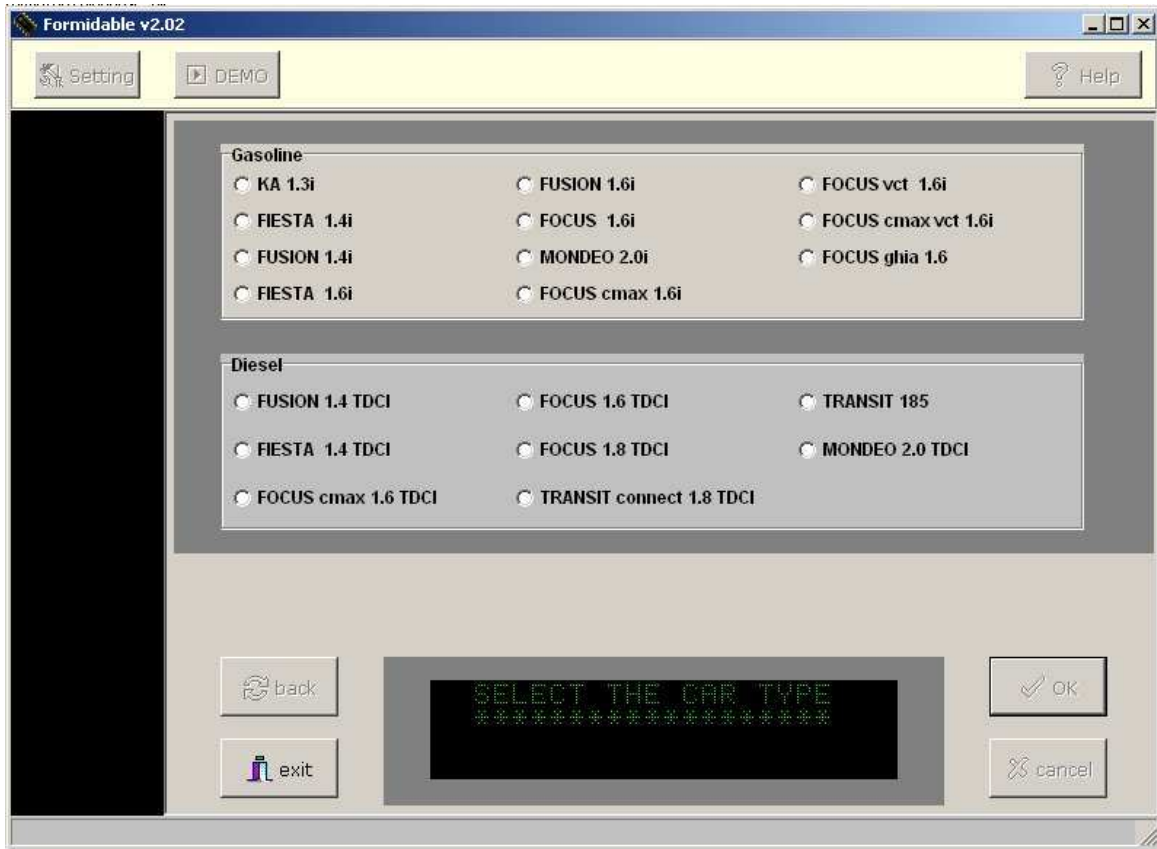 Formidable v2.02
Setting DEMO Help
Gasoline
KA 1.3i FUSION 1.6i FOCUS vct 1.6i
FIESTA 1.4i FOCUS 1.6i FOCUS cmax vct 1.6i
FUSION 1.4i MONDEO 2.0i FOCUS ghia 1.6
FIESTA 1.6i FOCUS cmax 1.6i
Diesel
FUSION 1.4 TDCI FOCUS 1.6 TDCI TRANSIT 185
FIESTA 1.4 TDCI FOCUS 1.8 TDCI MONDEO 2.0 TDCI
FOCUS cmax 1.6 TDCI TRANSIT connect 1.8 TDCI
back SELECT THE CAR TYPE OK
********************
exit cancel